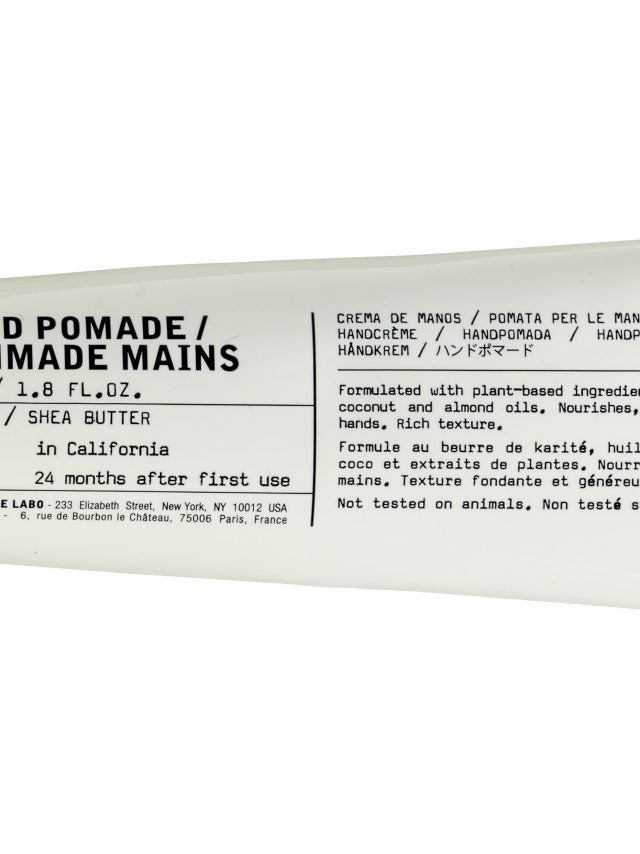 D POMADE /
MADE MAINS
/ 1.8 FL.OZ.
/ SHEA BUTTER
in California
24 months after first use
E LABO - 233 Elizabeth Street, New York, NY 10012 USA
- 6, rue de Bourbon le Château, 75006 Paris, France
CREMA DE MANOS / POMATA PER LE MAN
HANDCRÈME / HANDPOMADA / HANDP
HÅNDKREM / ハンドポマード
Formulated with plant-based ingredien
coconut and almond oils. Nourishes,
hands. Rich texture.
Formule au beurre de karité, huil
coco et extraits de plantes. Nourr
mains. Texture fondante et généreu
Not tested on animals. Non testé s